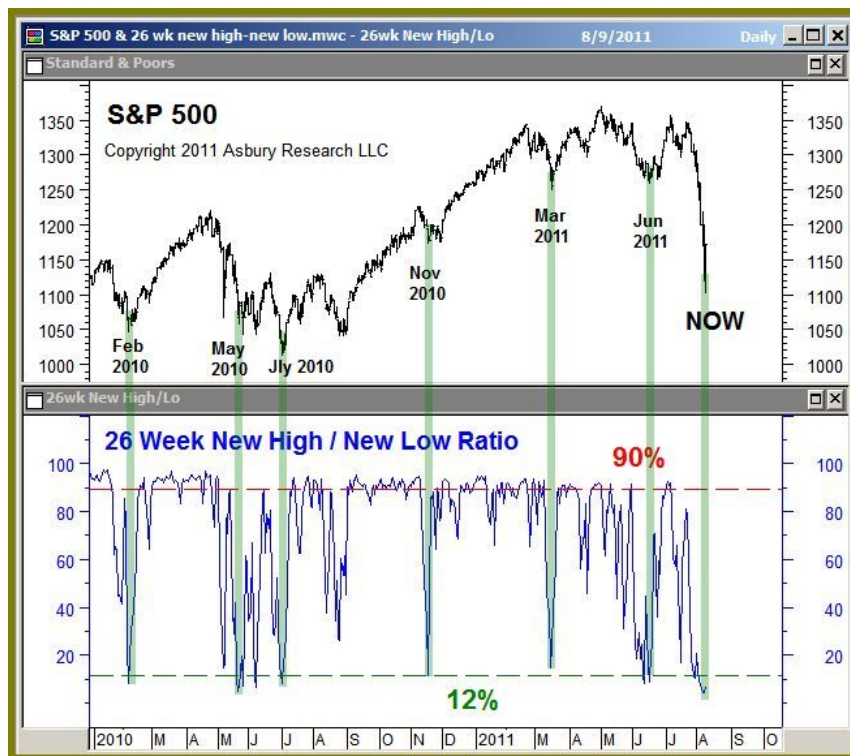 S&P 500 & 26 wk new high-new low.mwc - 26wk New High/Lo 8/9/2011 Daily
Standard & Poors
S&P 500
Copyright 2011 Asbury Research LLC
1350 1350
1300 1300
1250 1250
1200 1200
1150 1150
1100 1100
1050 1050
1000 1000
Mar
2011
Jun
2011
Nov
2010
NOW
Feb
2010
May
2010
Jly 2010
26wk New High/Lo
26 Week New High / New Low Ratio
90%
100 100
80 80
60 60
40 40
20 20
12%
2010 M A M J J A S O N D 2011 M A M J J A S O